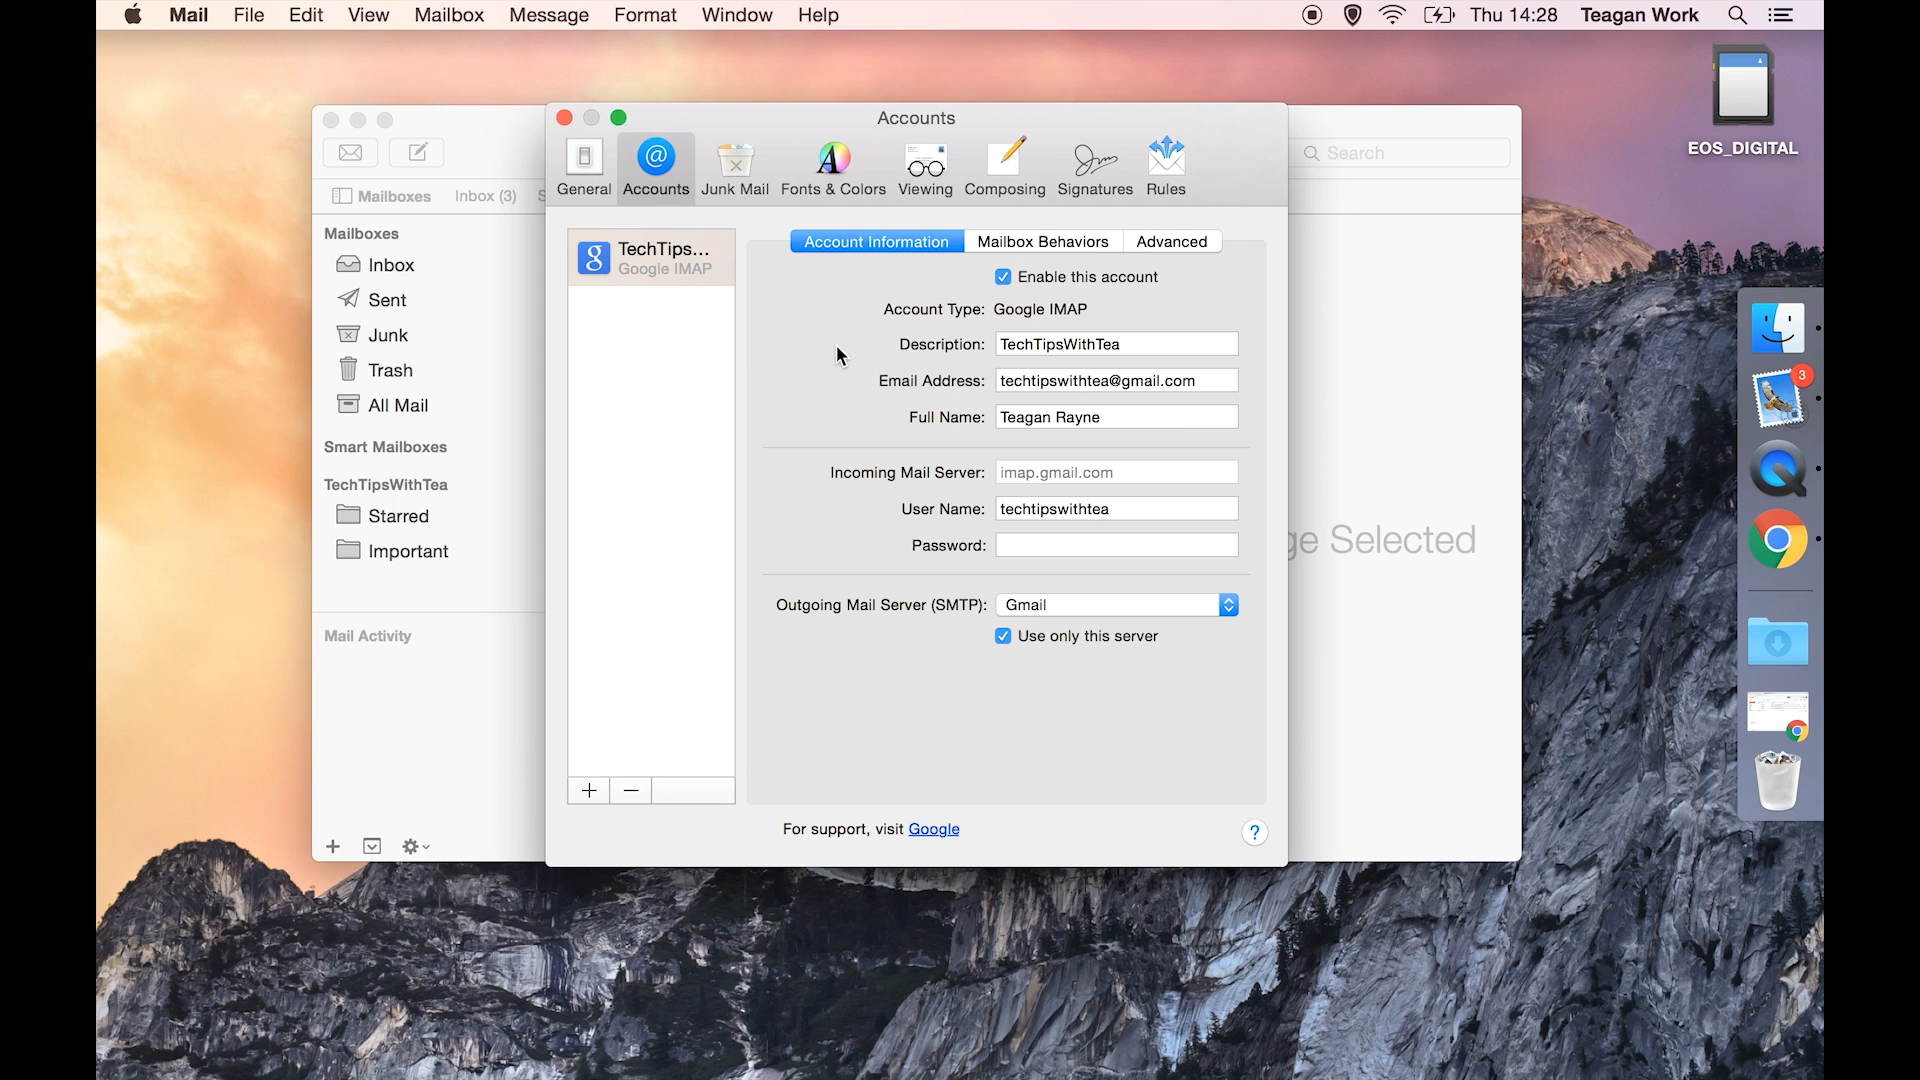 Mail File Edit View Mailbox Message Format Window Help Thu 14:28 Teagan Work
EOS_DIGITAL
Accounts
Search
General Accounts Junk Mail Fonts & Colors Viewing Composing Signatures Rules
Mailboxes Inbox (3) S
Mailboxes
Inbox
Sent
Junk
Trash
All Mail
Smart Mailboxes
TechTipsWithTea
Starred
Important
Mail Activity
TechTips...
Google IMAP
Account Information Mailbox Behaviors Advanced
Enable this account
Account Type: Google IMAP
Description: TechTipsWithTea
Email Address: techtipswithtea@gmail.com
Full Name: Teagan Rayne
Incoming Mail Server: imap.gmail.com
User Name: techtipswithtea
Password:
Outgoing Mail Server (SMTP): Gmail
Use only this server
For support, visit Google
?
ge Selected
3